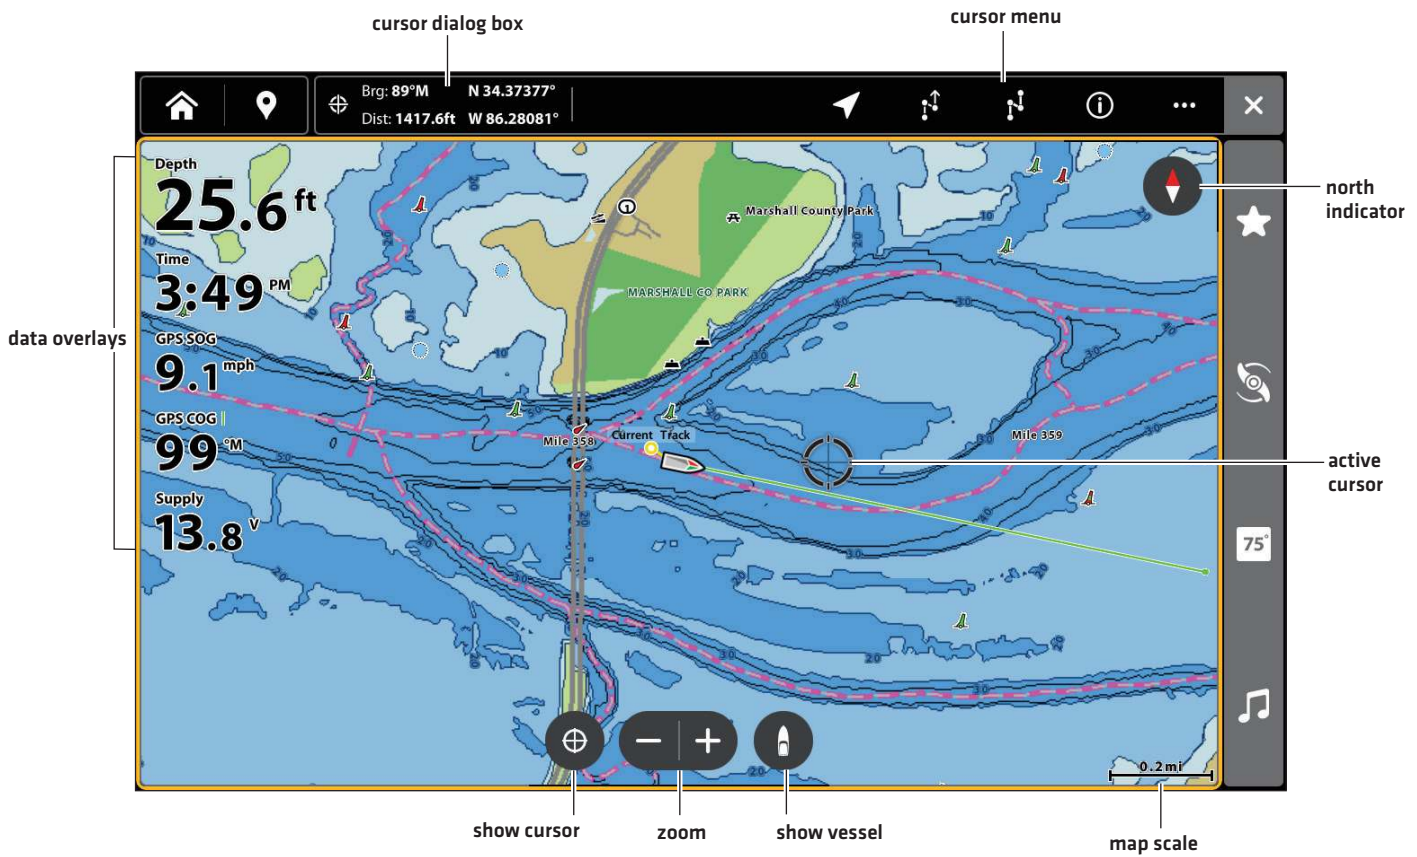 cursor dialog box
cursor menu
Brg: 89°M N 34.37377°
Dist: 1417.6ft W 86.28081°
data overlays
Depth
25.6 ft
Time
3:49 PM
GPS SOG
9.1 mph
GPS COG
99 °M
Supply
13.8 V
1
Marshall County Park
MARSHALL CO PARK
Mile 358
Current Track
Mile 359
north
indicator
active
cursor
75°
0.2mi
show cursor
zoom
show vessel
map scale